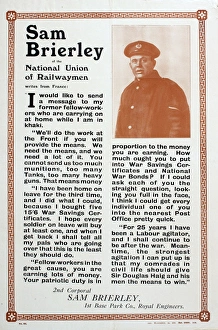 Sam
Brierley
of the
National Union
of Railwaymen
writes from France:
I would like to send
a message to my
former fellow-work-
ers who are carrying on
at home while I am in
khaki.
"We'll do the work
at the Front if you will
provide the means. We
need the means, and we
need a lot of it. You
cannot send us too much
munitions, too many
Tanks, too many heavy
guns. That means money
"I have been home on
leave for the third time,
and I did what I could,
because I bought five
15/6 War Savings Cer-
tificates. I hope every
soldier on leave will buy
at least one, and when I
get back I shall tell all
my pals who are going
over that this is the least
they should do.
"Fellow workers in the
great cause, you are earn-
ing lots of money.
Your patriotic duty is in
proportion to the money
you are earning. How
much ought you to put
into War Savings Cer-
tificates and National
War Bonds? If I could
ask each of you the
straight question, look-
ing you full in the face,
I think I could get every
individual one of you
into the nearest Post
Office pretty quick.
"For 25 years I have
been a Labour agitator,
and I shall continue to
be after the war. Mean-
time, the strongest
agitation I can put up is
that my comrades in
civil life should give
Sir Douglas Haig and his
men the means to win."
2nd Corporal
SAM BRIERLEY,
1st Base Park Co., Royal Engineers.